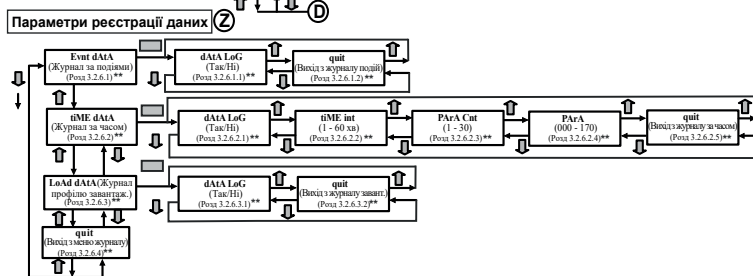 D
Параметри реєстрації даних Z
Evnt dAtA
(Журнал за подіями)
(Розд 3.2.6.1)**
dAtA LoG
(Так/Ні)
(Розд 3.2.6.1.1)**
quit
(Вихід з журналу подій)
(Розд 3.2.6.1.2)**
tiME dAtA
(Журнал за часом)
(Розд 3.2.6.2)**
dAtA LoG
(Так/Ні)
(Розд 3.2.6.2.1)**
tiME int
(1 - 60 хв)
(Розд 3.2.6.2.2)**
PArA Cnt
(1 - 30)
(Розд 3.2.6.2.3)**
PArA
(000 - 170)
(Розд 3.2.6.2.4)**
quit
(Вихід з журналу за часом)
(Розд 3.2.6.2.5)**
LoAd dAtA(Журнал
профілю завантаж.)
(Розд 3.2.6.3)**
dAtA LoG
(Так/Ні)
(Розд 3.2.6.3.1)**
quit
(Вихід з журналу завант.)
(Розд 3.2.6.3.2)**
quit
(Вихід з меню журналу)
(Розд 3.2.6.4)**